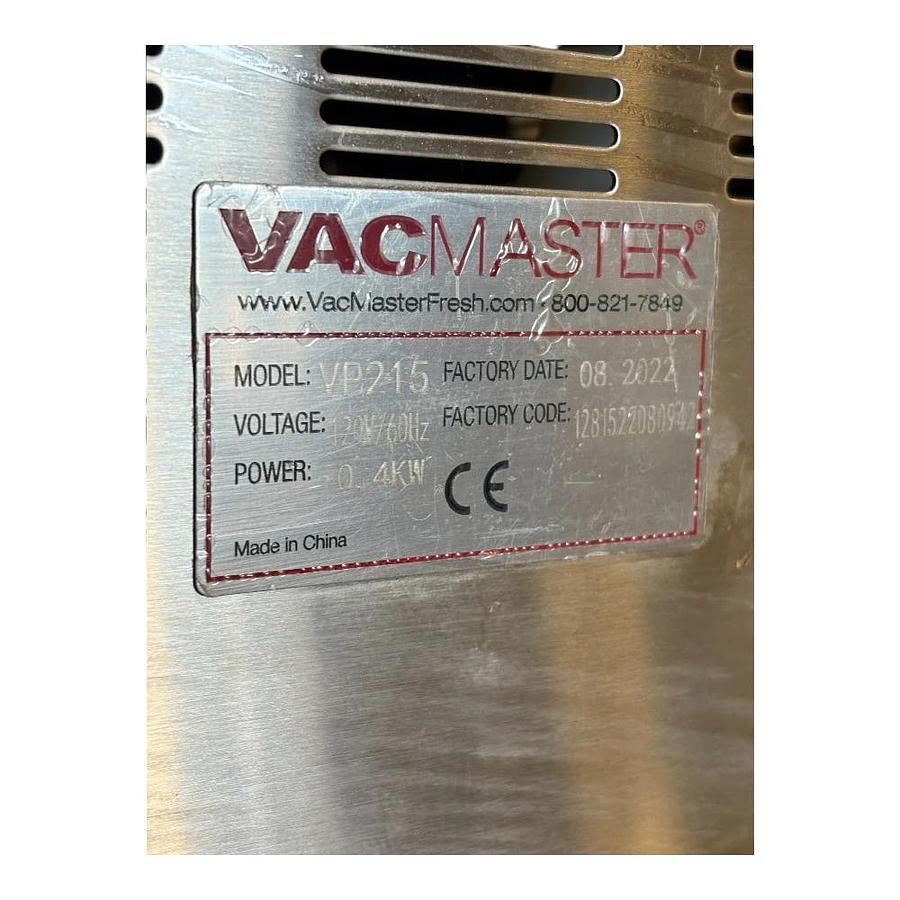 VACMASTER®
www.VacMasterFresh.com • 800-821-7849
MODEL: VP215 FACTORY DATE: 08. 2022
VOLTAGE: 120V/60Hz FACTORY CODE: 128152208094
POWER: 0. 4KW CE
Made in China